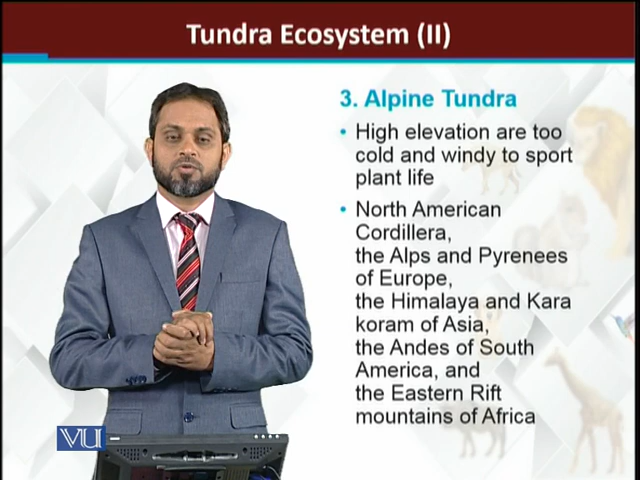 Tundra Ecosystem (II)
3. Alpine Tundra
• High elevation are too
cold and windy to sport
plant life
• North American
Cordillera,
the Alps and Pyrenees
of Europe,
the Himalaya and Kara
koram of Asia,
the Andes of South
America, and
the Eastern Rift
mountains of Africa
VU